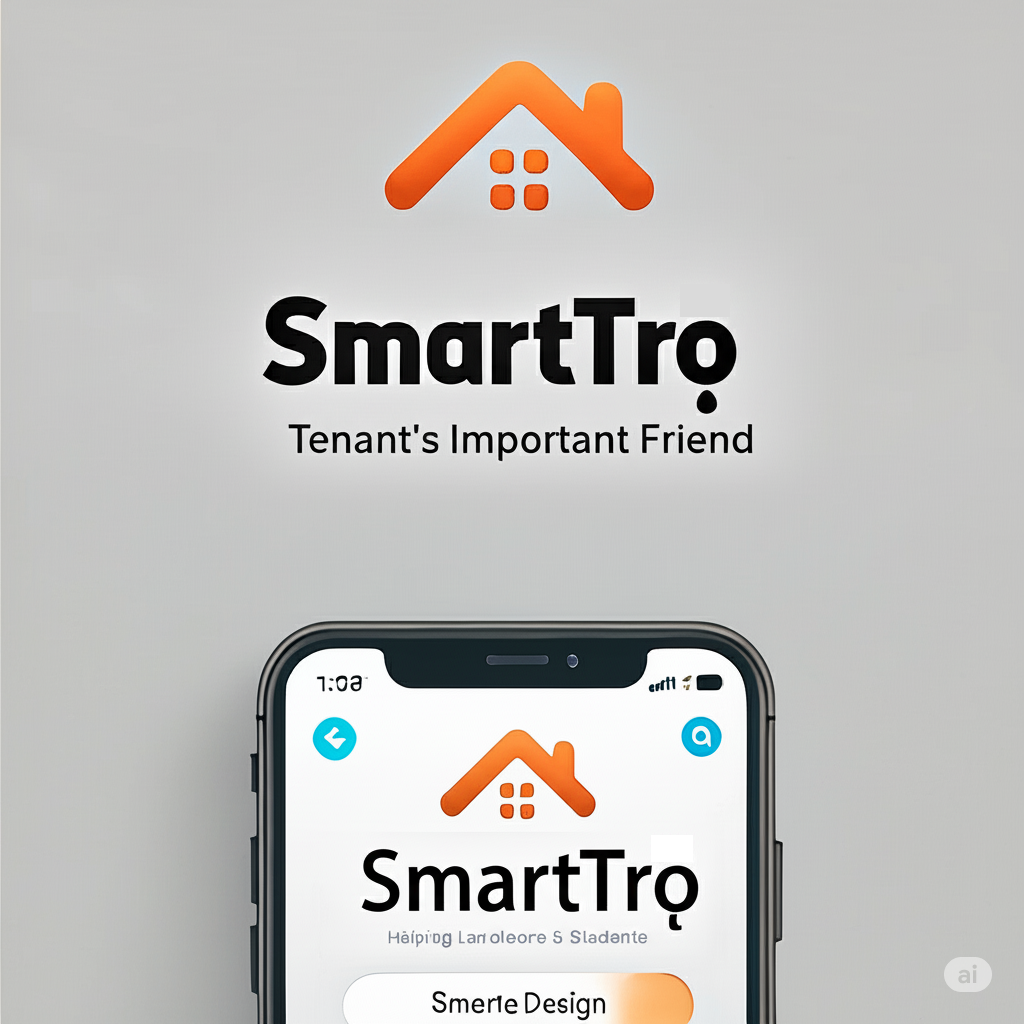 SmartTrọ
Tenant's Important Friend
1:08
SmartTrọ
Smerte Design
ai